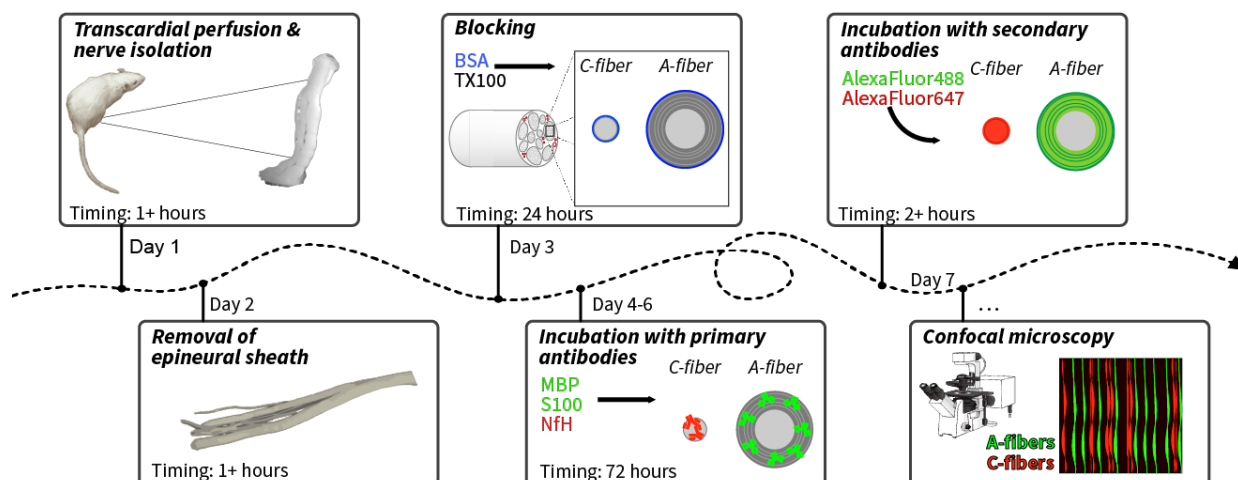 Transcardial perfusion &
nerve isolation
Timing: 1+ hours
Day 1
Day 2
Removal of
epineural sheath
Timing: 1+ hours
Blocking
BSA
TX100
C-fiber
A-fiber
Timing: 24 hours
Day 3
Day 4-6
Incubation with primary
antibodies
C-fiber
A-fiber
MBP
S100
NfH
Timing: 72 hours
Incubation with secondary
antibodies
C-fiber
A-fiber
AlexaFluor488
AlexaFluor647
Timing: 2+ hours
Day 7
...
Confocal microscopy
A-fibers
C-fibers